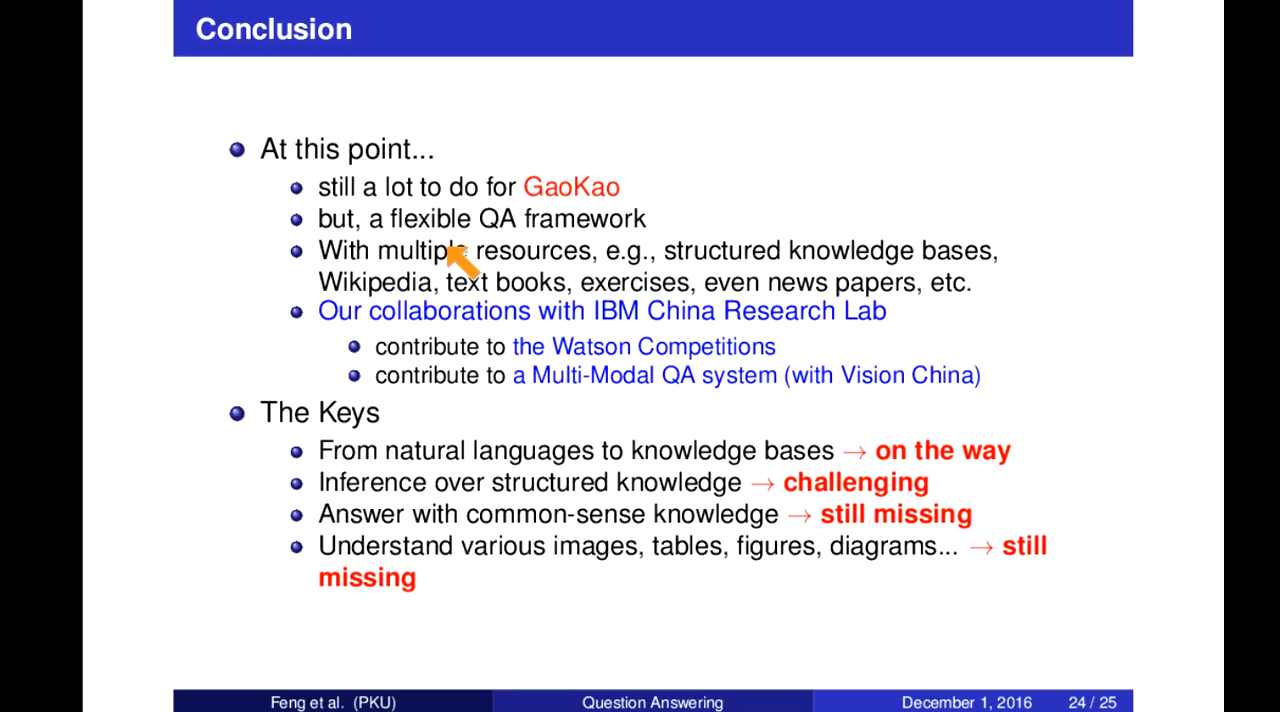 Conclusion
At this point...
still a lot to do for GaoKao
but, a flexible QA framework
With multiple resources, e.g., structured knowledge bases,
Wikipedia, text books, exercises, even news papers, etc.
Our collaborations with IBM China Research Lab
contribute to the Watson Competitions
contribute to a Multi-Modal QA system (with Vision China)
The Keys
From natural languages to knowledge bases → on the way
Inference over structured knowledge → challenging
Answer with common-sense knowledge → still missing
Understand various images, tables, figures, diagrams... → still
missing
Feng et al. (PKU) Question Answering December 1, 2016 24 / 25